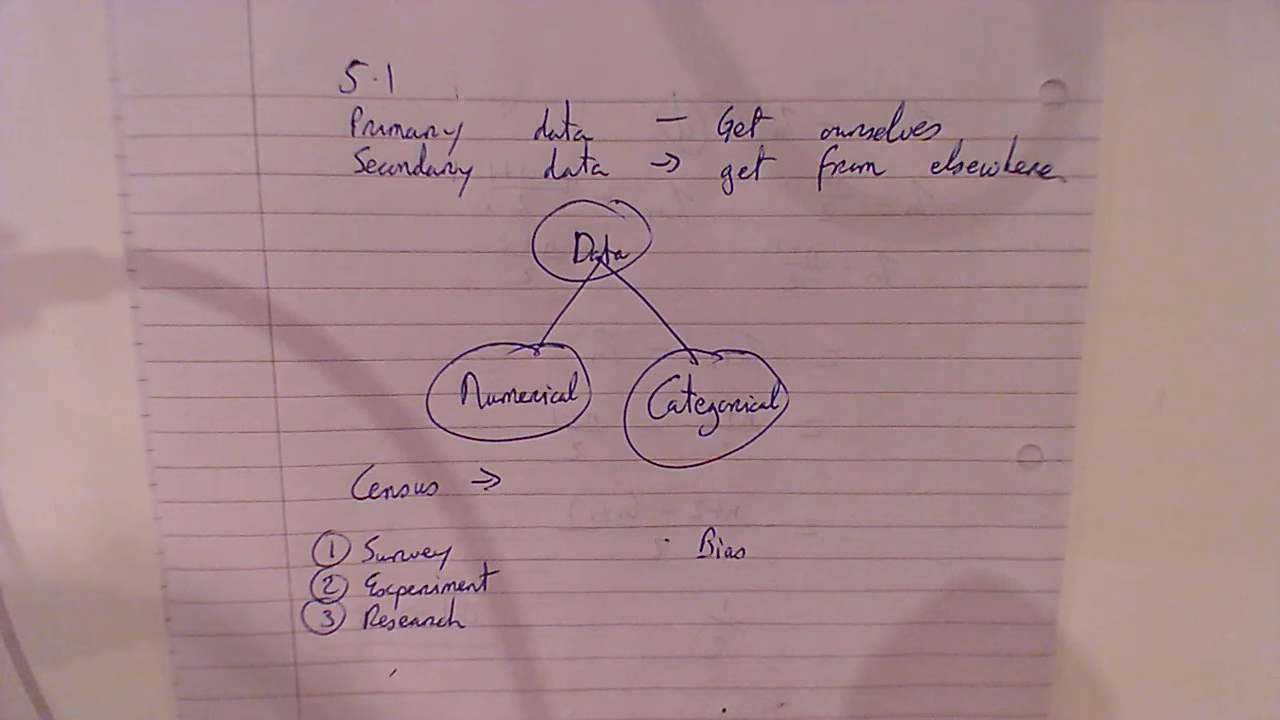 5.1
Primary data - Get ourselves
Secondary data → get from elsewhere
Data
Numerical Categorical
Census →
① Survey Bias
② Experiment
③ Research